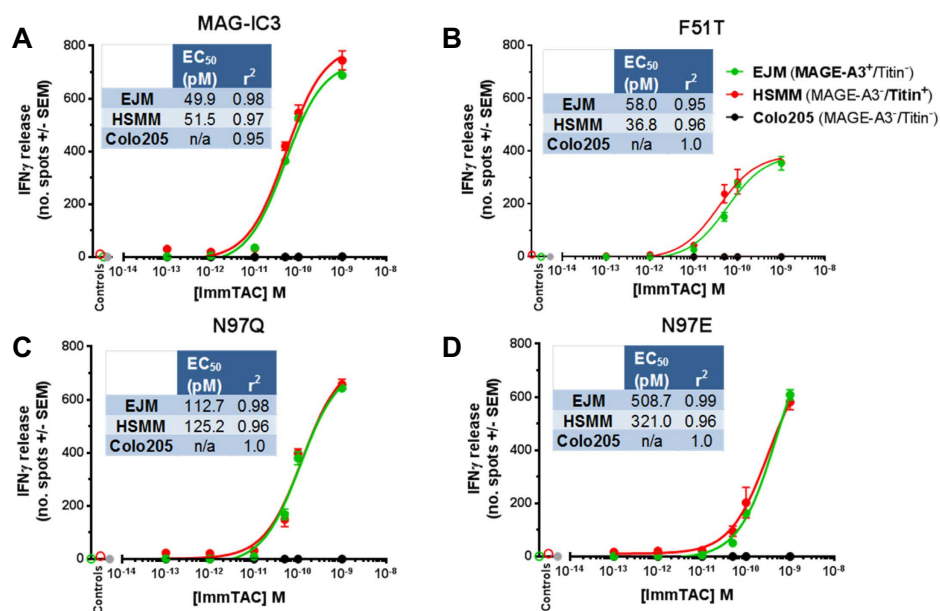 A
MAG-IC3
IFNγ release
(no. spots +/- SEM)
800
600
400
200
0
EC50
(pM) r2
EJM 49.9 0.98
HSMM 51.5 0.97
Colo205 n/a 0.95
Controls
10-14 10-13 10-12 10-11 10-10 10-9 10-8
[ImmTAC] M
B
F51T
IFNγ release
(no. spots +/- SEM)
800
600
400
200
0
EC50
(pM) r2
EJM 58.0 0.95
HSMM 36.8 0.96
Colo205 n/a 1.0
EJM (MAGE-A3+/Titin-)
HSMM (MAGE-A3-/Titin+)
Colo205 (MAGE-A3-/Titin-)
Controls
10-14 10-13 10-12 10-11 10-10 10-9 10-8
[ImmTAC] M
C
N97Q
IFNγ release
(no. spots +/- SEM)
800
600
400
200
0
EC50
(pM) r2
EJM 112.7 0.98
HSMM 125.2 0.96
Colo205 n/a 1.0
Controls
10-14 10-13 10-12 10-11 10-10 10-9 10-8
[ImmTAC] M
D
N97E
IFNγ release
(no. spots +/- SEM)
800
600
400
200
0
EC50
(pM) r2
EJM 508.7 0.99
HSMM 321.0 0.96
Colo205 n/a 1.0
Controls
10-14 10-13 10-12 10-11 10-10 10-9 10-8
[ImmTAC] M